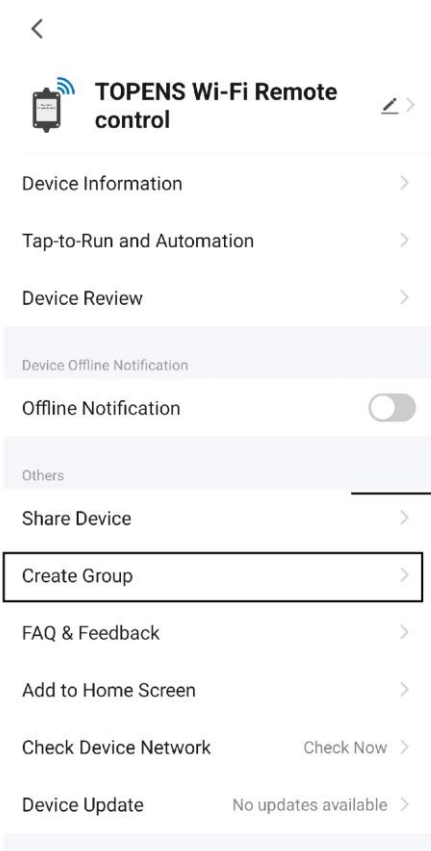 TOPENS Wi-Fi Remote
control
Device Information
Tap-to-Run and Automation
Device Review
Device Offline Notification
Offline Notification
Others
Share Device
Create Group
FAQ & Feedback
Add to Home Screen
Check Device Network Check Now
Device Update No updates available